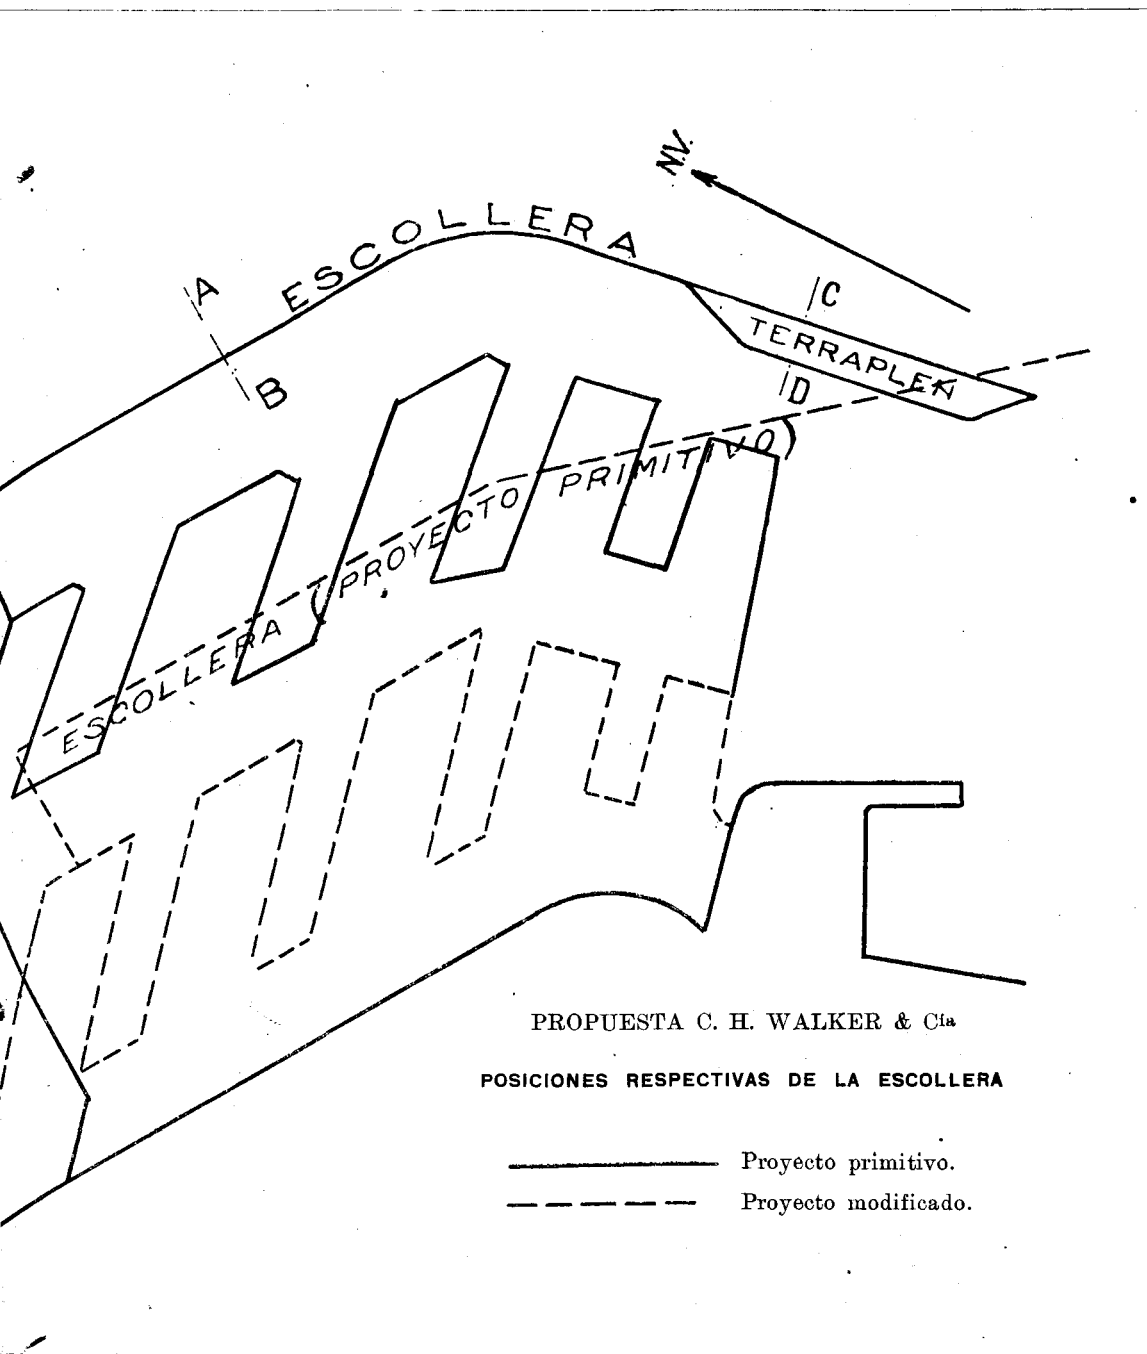 N.V.
ESCOLLERA
A
B
C
D
TERRAPLEN
ESCOLLERA (PROYECTO PRIMITIVO)
PROPUESTA C. H. WALKER & Cía
POSICIONES RESPECTIVAS DE LA ESCOLLERA
Proyecto primitivo.
Proyecto modificado.